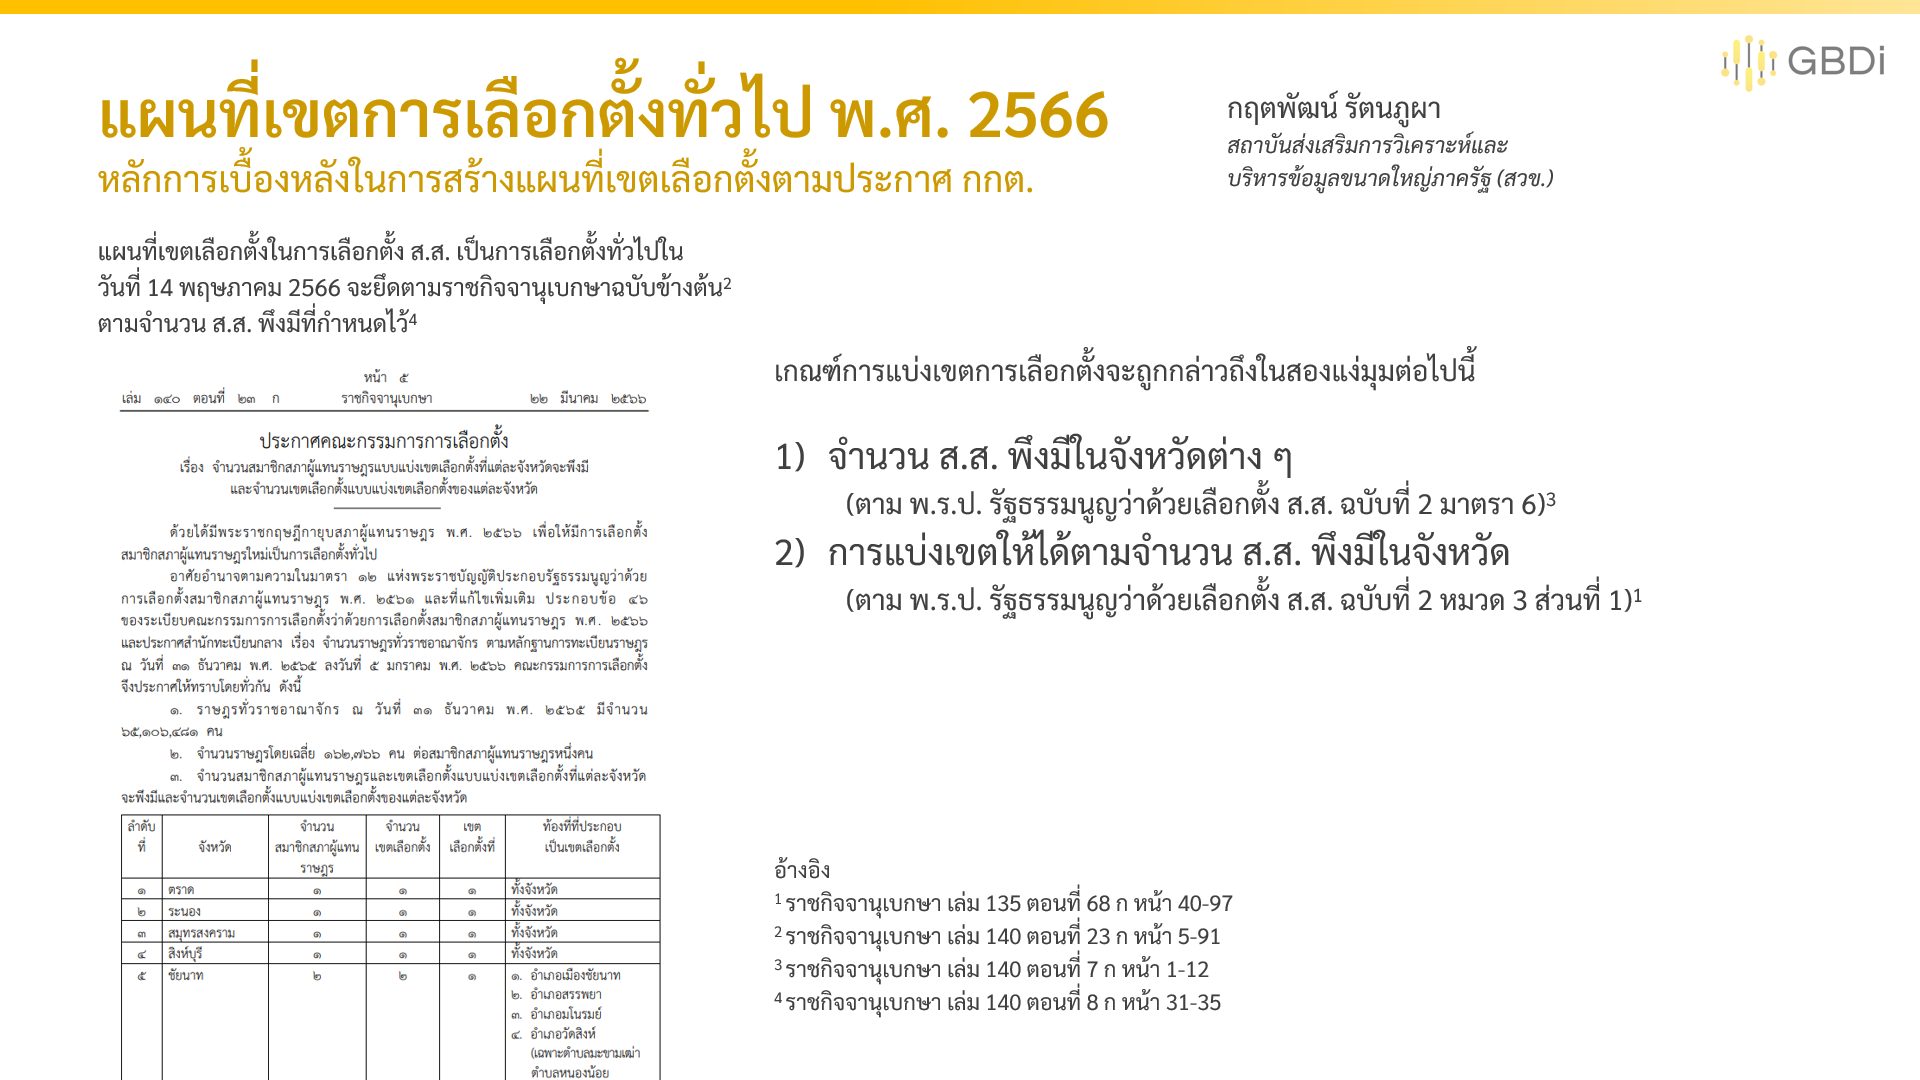 GBDi
แผนที่เขตการเลือกตั้งทั่วไป พ.ศ. 2566
หลักการเบื้องหลังในการสร้างแผนที่เขตเลือกตั้งตามประกาศ กกต.
กฤตพัฒน์ รัตนภูผา
สถาบันส่งเสริมการวิเคราะห์และ
บริหารข้อมูลขนาดใหญ่ภาครัฐ (สวข.)
แผนที่เขตเลือกตั้งในการเลือกตั้ง ส.ส. เป็นการเลือกตั้งทั่วไปใน
วันที่ 14 พฤษภาคม 2566 จะยึดตามราชกิจจานุเบกษาฉบับข้างต้น²
ตามจำนวน ส.ส. พึงมีที่กำหนดไว้⁴
หน้า ๕
เล่ม ๑๔๐ ตอนที่ ๒๓ ก ราชกิจจานุเบกษา ๒๒ มีนาคม ๒๕๖๖
ประกาศคณะกรรมการการเลือกตั้ง
เรื่อง จำนวนสมาชิกสภาผู้แทนราษฎรแบบแบ่งเขตเลือกตั้งที่แต่ละจังหวัดจะพึงมี
และจำนวนเขตเลือกตั้งแบบแบ่งเขตเลือกตั้งของแต่ละจังหวัด
ด้วยได้มีพระราชกฤษฎีกายุบสภาผู้แทนราษฎร พ.ศ. ๒๕๖๖ เพื่อให้มีการเลือกตั้ง
สมาชิกสภาผู้แทนราษฎรใหม่เป็นการเลือกตั้งทั่วไป
อาศัยอำนาจตามความในมาตรา ๑๒ แห่งพระราชบัญญัติประกอบรัฐธรรมนูญว่าด้วย
การเลือกตั้งสมาชิกสภาผู้แทนราษฎร พ.ศ. ๒๕๖๑ และที่แก้ไขเพิ่มเติม ประกอบข้อ ๔๖
ของระเบียบคณะกรรมการการเลือกตั้งว่าด้วยการเลือกตั้งสมาชิกสภาผู้แทนราษฎร พ.ศ. ๒๕๖๖
และประกาศสำนักทะเบียนกลาง เรื่อง จำนวนราษฎรทั่วราชอาณาจักร ตามหลักฐานการทะเบียนราษฎร
ณ วันที่ ๓๑ ธันวาคม พ.ศ. ๒๕๖๕ ลงวันที่ ๕ มกราคม พ.ศ. ๒๕๖๖ คณะกรรมการการเลือกตั้ง
จึงประกาศให้ทราบโดยทั่วกัน ดังนี้
๑. ราษฎรทั่วราชอาณาจักร ณ วันที่ ๓๑ ธันวาคม พ.ศ. ๒๕๖๕ มีจำนวน
๖๕,๑๐๖,๔๘๑ คน
๒. จำนวนราษฎรโดยเฉลี่ย ๑๖๒,๗๖๖ คน ต่อสมาชิกสภาผู้แทนราษฎรหนึ่งคน
๓. จำนวนสมาชิกสภาผู้แทนราษฎรและเขตเลือกตั้งแบบแบ่งเขตเลือกตั้งที่แต่ละจังหวัด
จะพึงมีและจำนวนเขตเลือกตั้งแบบแบ่งเขตเลือกตั้งของแต่ละจังหวัด
ลำดับ จำนวน จำนวน เขต ท้องที่ที่ประกอบ
ที่ จังหวัด สมาชิกสภาผู้แทน เขตเลือกตั้ง เลือกตั้งที่ เป็นเขตเลือกตั้ง
ราษฎร
๑ ตราด ๑ ๑ ๑ ทั้งจังหวัด
๒ ระนอง ๑ ๑ ๑ ทั้งจังหวัด
๓ สมุทรสงคราม ๑ ๑ ๑ ทั้งจังหวัด
๔ สิงห์บุรี ๑ ๑ ๑ ทั้งจังหวัด
๕ ชัยนาท ๒ ๒ ๑ ๑. อำเภอเมืองชัยนาท
๒. อำเภอสรรพยา
๓. อำเภอมโนรมย์
๔. อำเภอวัดสิงห์
(เฉพาะตำบลมะขามเฒ่า
ตำบลหนองน้อย
เกณฑ์การแบ่งเขตการเลือกตั้งจะถูกกล่าวถึงในสองแง่มุมต่อไปนี้
1) จำนวน ส.ส. พึงมีในจังหวัดต่าง ๆ
(ตาม พ.ร.ป. รัฐธรรมนูญว่าด้วยเลือกตั้ง ส.ส. ฉบับที่ 2 มาตรา 6)³
2) การแบ่งเขตให้ได้ตามจำนวน ส.ส. พึงมีในจังหวัด
(ตาม พ.ร.ป. รัฐธรรมนูญว่าด้วยเลือกตั้ง ส.ส. ฉบับที่ 2 หมวด 3 ส่วนที่ 1)¹
อ้างอิง
¹ ราชกิจจานุเบกษา เล่ม 135 ตอนที่ 68 ก หน้า 40-97
² ราชกิจจานุเบกษา เล่ม 140 ตอนที่ 23 ก หน้า 5-91
³ ราชกิจจานุเบกษา เล่ม 140 ตอนที่ 7 ก หน้า 1-12
⁴ ราชกิจจานุเบกษา เล่ม 140 ตอนที่ 8 ก หน้า 31-35